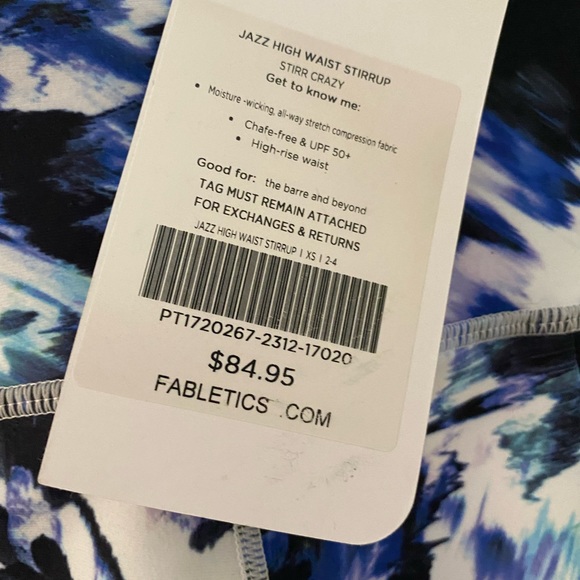 JAZZ HIGH WAIST STIRRUP
STIRR CRAZY
Get to know me:
• Moisture -wicking, all-way stretch compression fabric
• Chafe-free & UPF 50+
• High-rise waist
Good for: the barre and beyond
TAG MUST REMAIN ATTACHED
FOR EXCHANGES & RETURNS
JAZZ HIGH WAIST STIRRUP | XS | 2-4
PT1720267-2312-17020
$84.95
FABLETICS .COM